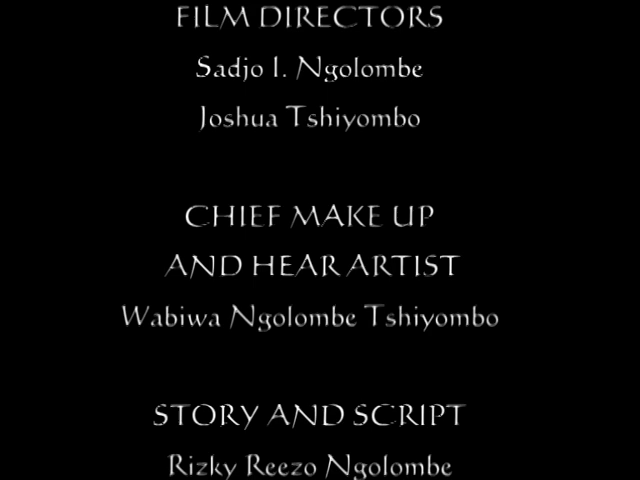 FILM DIRECTORS
Sadjo I. Ngolombe
Joshua Tshiyombo
CHIEF MAKE UP
AND HEAR ARTIST
Wabiwa Ngolombe Tshiyombo
STORY AND SCRIPT
Rizky Reezo Ngolombe